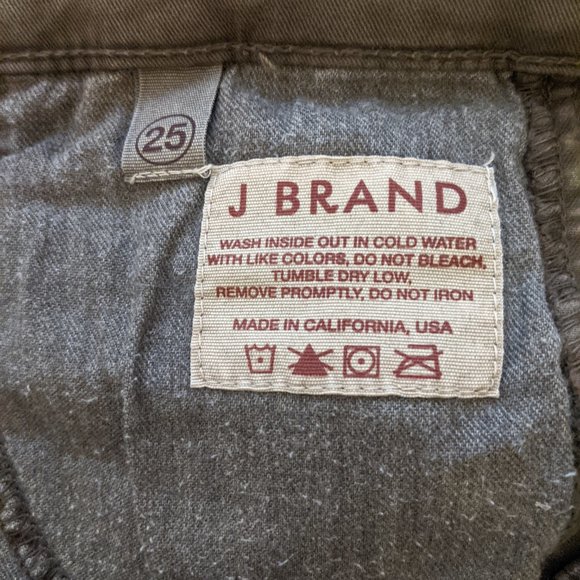 25
J BRAND
WASH INSIDE OUT IN COLD WATER
WITH LIKE COLORS, DO NOT BLEACH,
TUMBLE DRY LOW,
REMOVE PROMPTLY, DO NOT IRON
MADE IN CALIFORNIA, USA